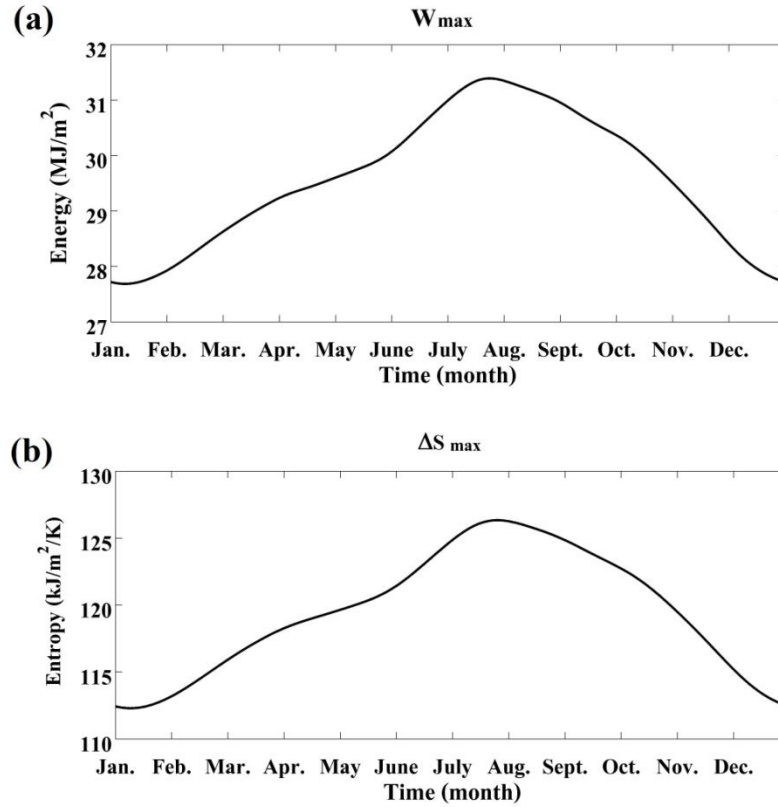 (a)
W max
Energy (MJ/m²)
32
31
30
29
28
27
Jan. Feb. Mar. Apr. May June July Aug. Sept. Oct. Nov. Dec.
Time (month)
(b)
ΔS max
Entropy (kJ/m²/K)
130
125
120
115
110
Jan. Feb. Mar. Apr. May June July Aug. Sept. Oct. Nov. Dec.
Time (month)